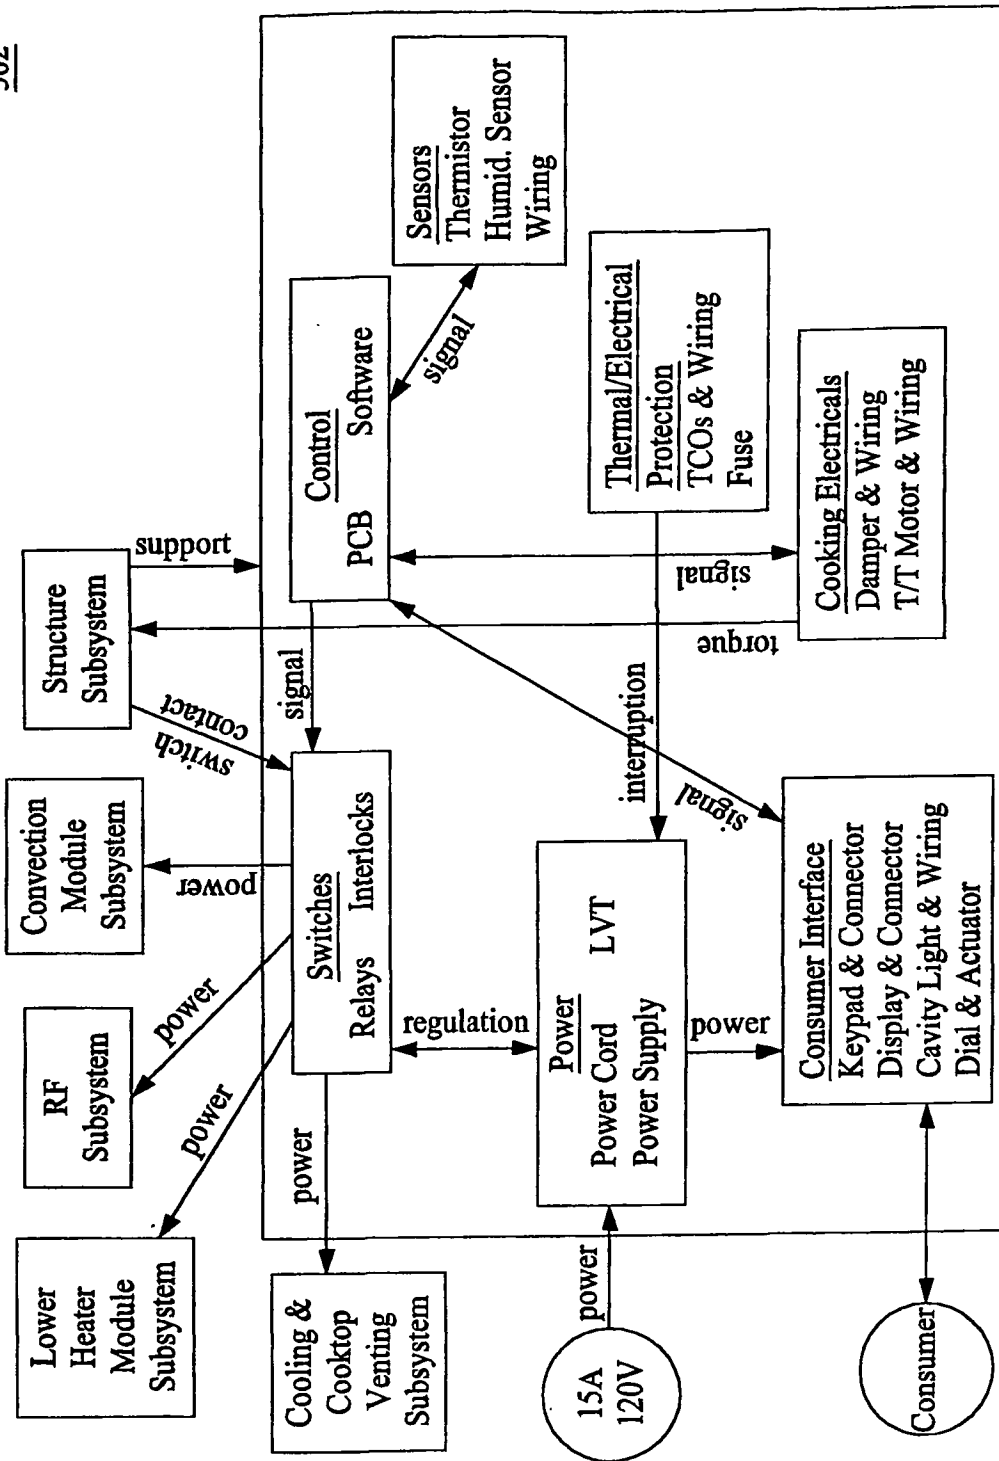 Lower
Heater
Module
Subsystem
RF
Subsystem
Convection
Module
Subsystem
Structure
Subsystem
power
power
power
switch
contact
support
Cooling &
Cooktop
Venting
Subsystem
power
Switches
Relays Interlocks
signal
Control
PCB Software
signal
Sensors
Thermistor
Humid. Sensor
Wiring
regulation
torque
signal
15A
120V
power
Power
Power Cord LVT
Power Supply
interruption
Thermal/Electrical
Protection
TCOs & Wiring
Fuse
power
signal
Consumer
Consumer Interface
Keypad & Connector
Display & Connector
Cavity Light & Wiring
Dial & Actuator
Cooking Electricals
Damper & Wiring
T/T Motor & Wiring